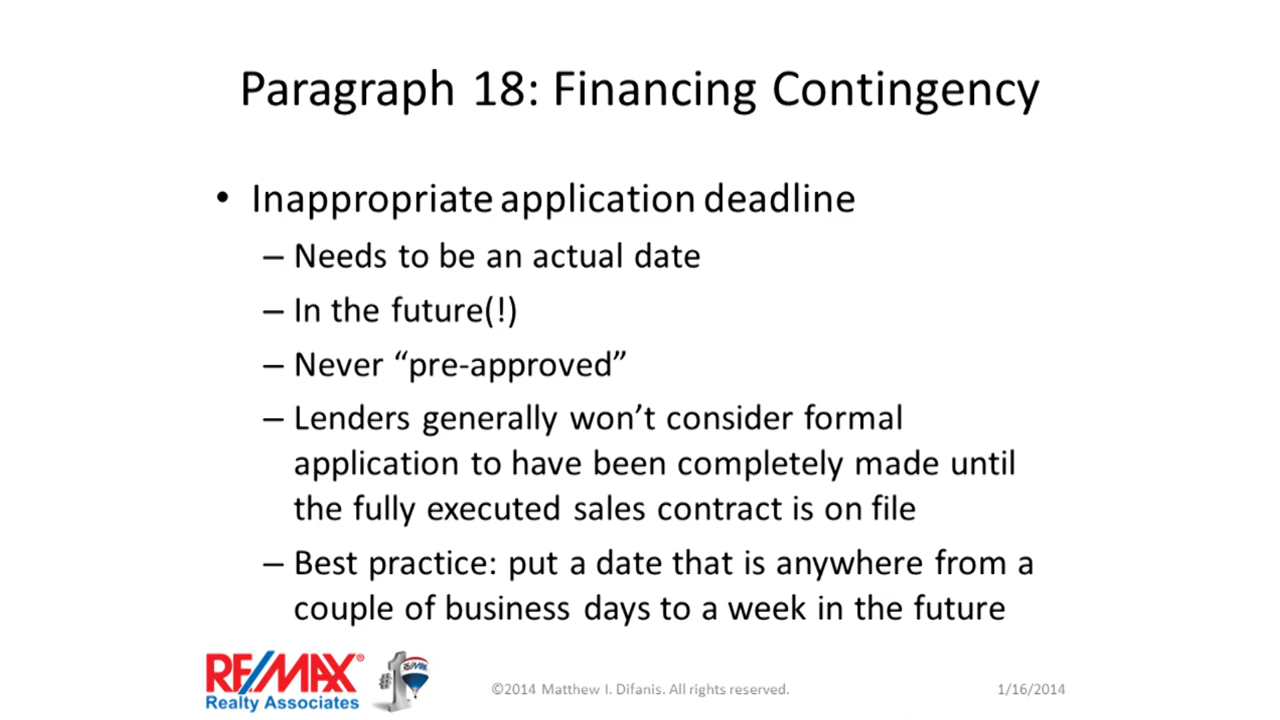 Paragraph 18: Financing Contingency
• Inappropriate application deadline
– Needs to be an actual date
– In the future(!)
– Never “pre-approved”
– Lenders generally won’t consider formal
application to have been completely made until
the fully executed sales contract is on file
– Best practice: put a date that is anywhere from a
couple of business days to a week in the future
RE/MAX®
Realty Associates
#1
RE/MAX
©2014 Matthew I. Difanis. All rights reserved.
1/16/2014